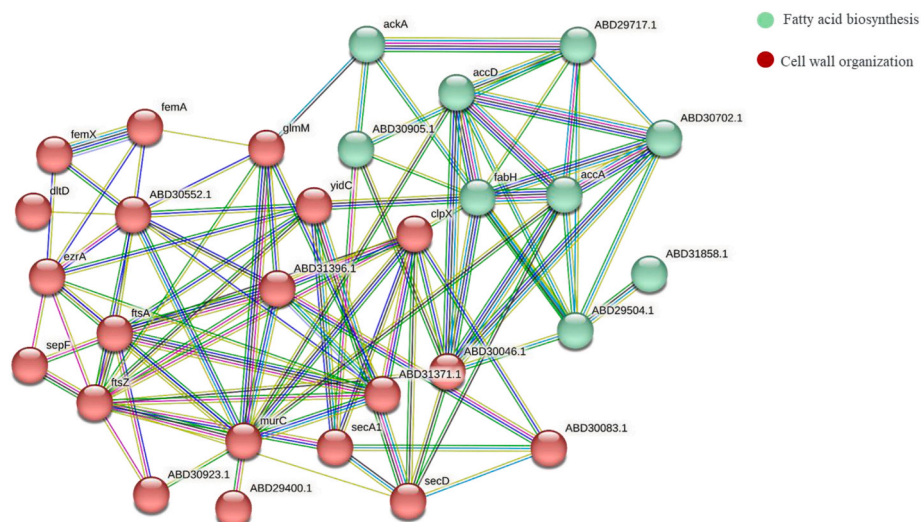 ackA
ABD29717.1
Fatty acid biosynthesis
Cell wall organization
accD
femA
femX
glmM
ABD30905.1
ABD30702.1
dltD
ABD30552.1
yidC
fabH
accA
clpX
ezrA
ABD31396.1
ABD31858.1
ftsA
ABD29504.1
sepF
ftsZ
ABD30046.1
ABD31371.1
murC
secA1
ABD30083.1
ABD30923.1
ABD29400.1
secD